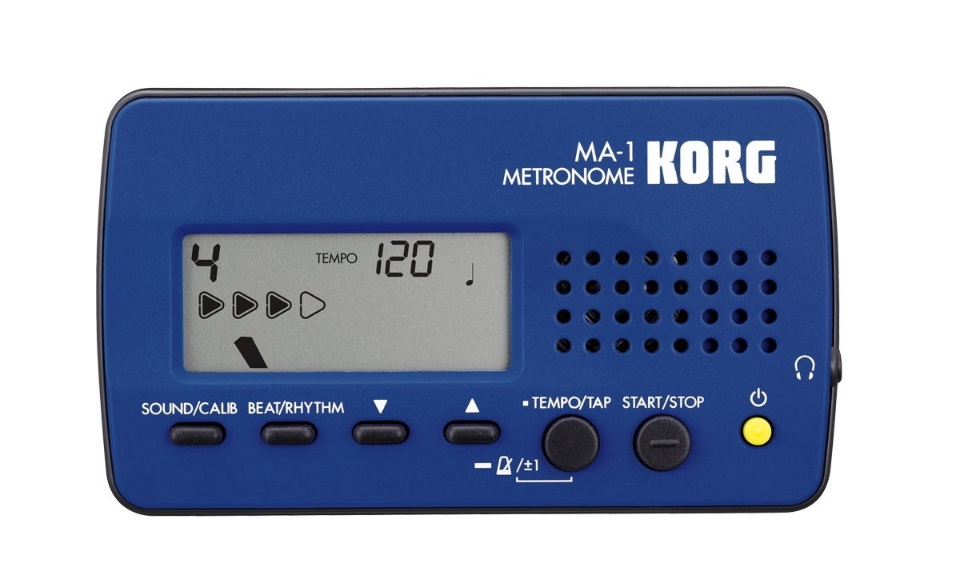 MA-1
METRONOME KORG
4 TEMPO 120
SOUND/CALIB BEAT/RHYTHM ▼ ▲ TEMPO/TAP START/STOP
/±1